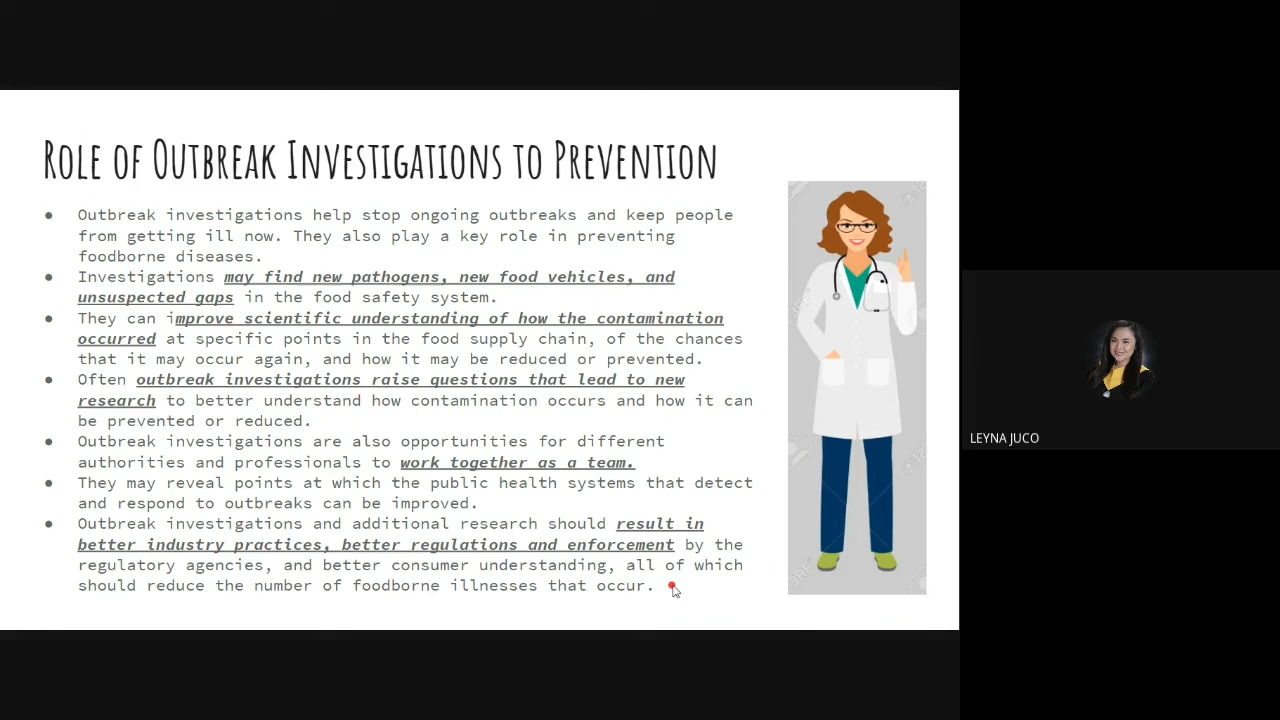 Role of Outbreak Investigations to Prevention
● Outbreak investigations help stop ongoing outbreaks and keep people
from getting ill now. They also play a key role in preventing
foodborne diseases.
● Investigations may find new pathogens, new food vehicles, and
unsuspected gaps in the food safety system.
● They can improve scientific understanding of how the contamination
occurred at specific points in the food supply chain, of the chances
that it may occur again, and how it may be reduced or prevented.
● Often outbreak investigations raise questions that lead to new
research to better understand how contamination occurs and how it can
be prevented or reduced.
● Outbreak investigations are also opportunities for different
authorities and professionals to work together as a team.
● They may reveal points at which the public health systems that detect
and respond to outbreaks can be improved.
● Outbreak investigations and additional research should result in
better industry practices, better regulations and enforcement by the
regulatory agencies, and better consumer understanding, all of which
should reduce the number of foodborne illnesses that occur.
LEYNA JUCO